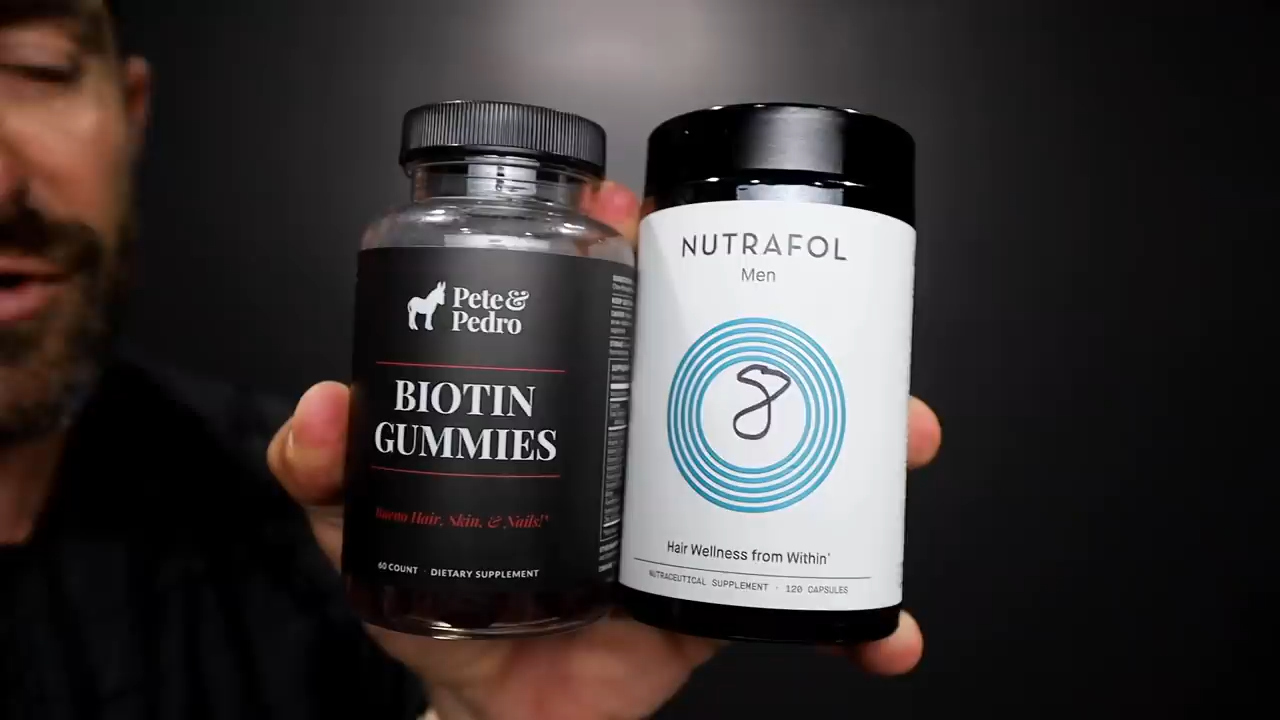 Pete &
Pedro
BIOTIN
GUMMIES
Bueno Hair, Skin, & Nails!*
60 COUNT · DIETARY SUPPLEMENT
NUTRAFOL
Men
Hair Wellness from Within*
NUTRACEUTICAL SUPPLEMENT · 120 CAPSULES